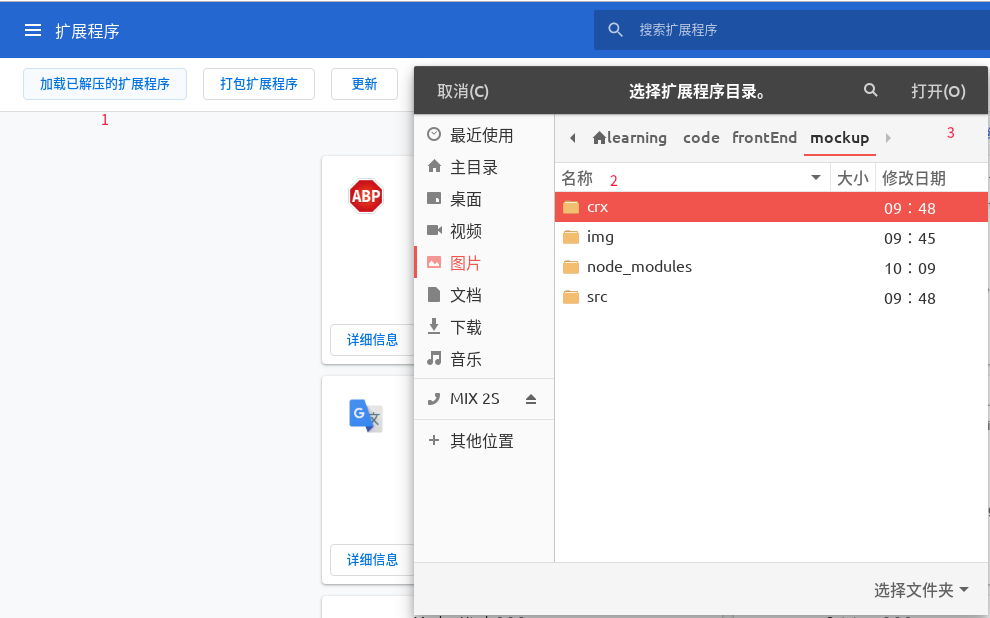 扩展程序
搜索扩展程序
加载已解压的扩展程序
打包扩展程序
更新
1
ABP
详细信息
G 文
详细信息
取消(C)
选择扩展程序目录。
打开(O)
最近使用
主目录
桌面
视频
图片
文档
下载
音乐
MIX 2S
其他位置
learning code frontEnd mockup
3
名称 2 大小 修改日期
crx 09：48
img 09：45
node_modules 10：09
src 09：48
选择文件夹